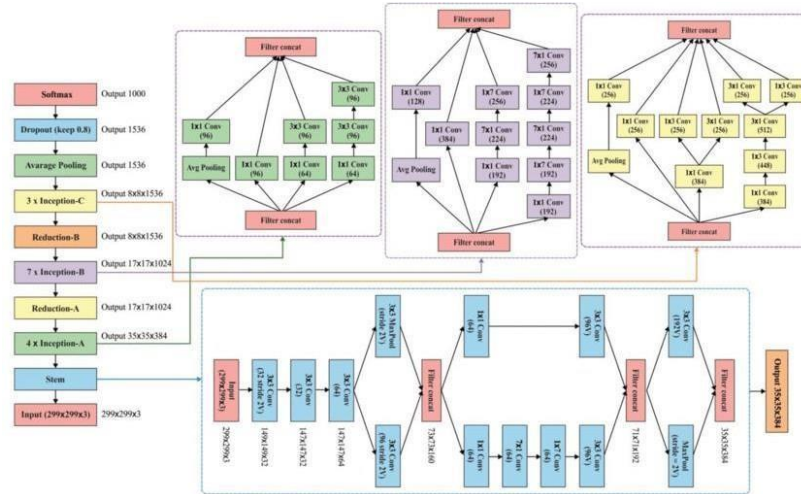 Softmax
Output 1000
Dropout (keep 0.8)
Output 1536
Avarage Pooling
Output 1536
3 x Inception-C
Output 8x8x1536
Reduction-B
Output 8x8x1536
7 x Inception-B
Output 17x17x1024
Reduction-A
Output 17x17x1024
4 x Inception-A
Output 35x35x384
Stem
Input (299x299x3)
299x299x3
Filter concat
3x3 Conv
(96)
1x1 Conv
(96)
3x3 Conv
(96)
3x3 Conv
(96)
Avg Pooling
1x1 Conv
(96)
1x1 Conv
(64)
1x1 Conv
(64)
Filter concat
Filter concat
7x1 Conv
(256)
1x1 Conv
(128)
1x7 Conv
(256)
1x7 Conv
(224)
1x1 Conv
(384)
7x1 Conv
(224)
7x1 Conv
(224)
Avg Pooling
1x1 Conv
(192)
1x7 Conv
(192)
1x1 Conv
(192)
Filter concat
Filter concat
1x1 Conv
(256)
3x1 Conv
(256)
1x3 Conv
(256)
1x1 Conv
(256)
1x3 Conv
(256)
3x1 Conv
(256)
3x1 Conv
(512)
Avg Pooling
1x1 Conv
(384)
1x3 Conv
(448)
1x1 Conv
(384)
Filter concat
Input
(299x299x3)
299x299x3
3x3 Conv
(32 stride 2V)
149x149x32
3x3 Conv
(32)
147x147x32
3x3 Conv
(64)
147x147x64
3x3 MaxPool
(stride 2V)
3x3 Conv
(96 stride 2V)
Filter concat
73x73x160
1x1 Conv
(64)
3x3 Conv
(96V)
1x1 Conv
(64)
7x1 Conv
(64)
1x7 Conv
(64)
3x3 Conv
(96V)
Filter concat
71x71x192
3x3 Conv
(192V)
MaxPool
(stride = 2V)
Filter concat
35x35x384
Output 35x35x384